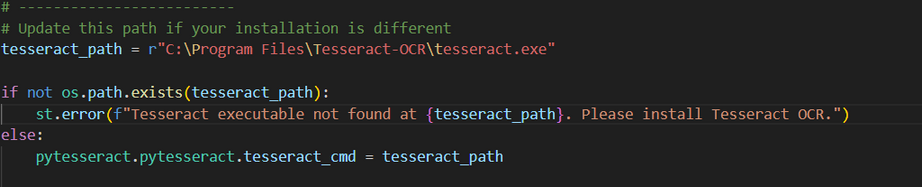 # -------------------------
# Update this path if your installation is different
tesseract_path = r"C:\Program Files\Tesseract-OCR\tesseract.exe"
if not os.path.exists(tesseract_path):
    st.error(f"Tesseract executable not found at {tesseract_path}. Please install Tesseract OCR.")
else:
    pytesseract.pytesseract.tesseract_cmd = tesseract_path